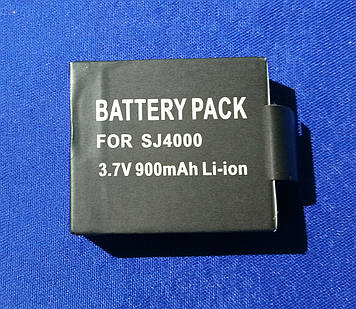 BATTERY PACK
FOR SJ4000
3.7V 900mAh Li-ion